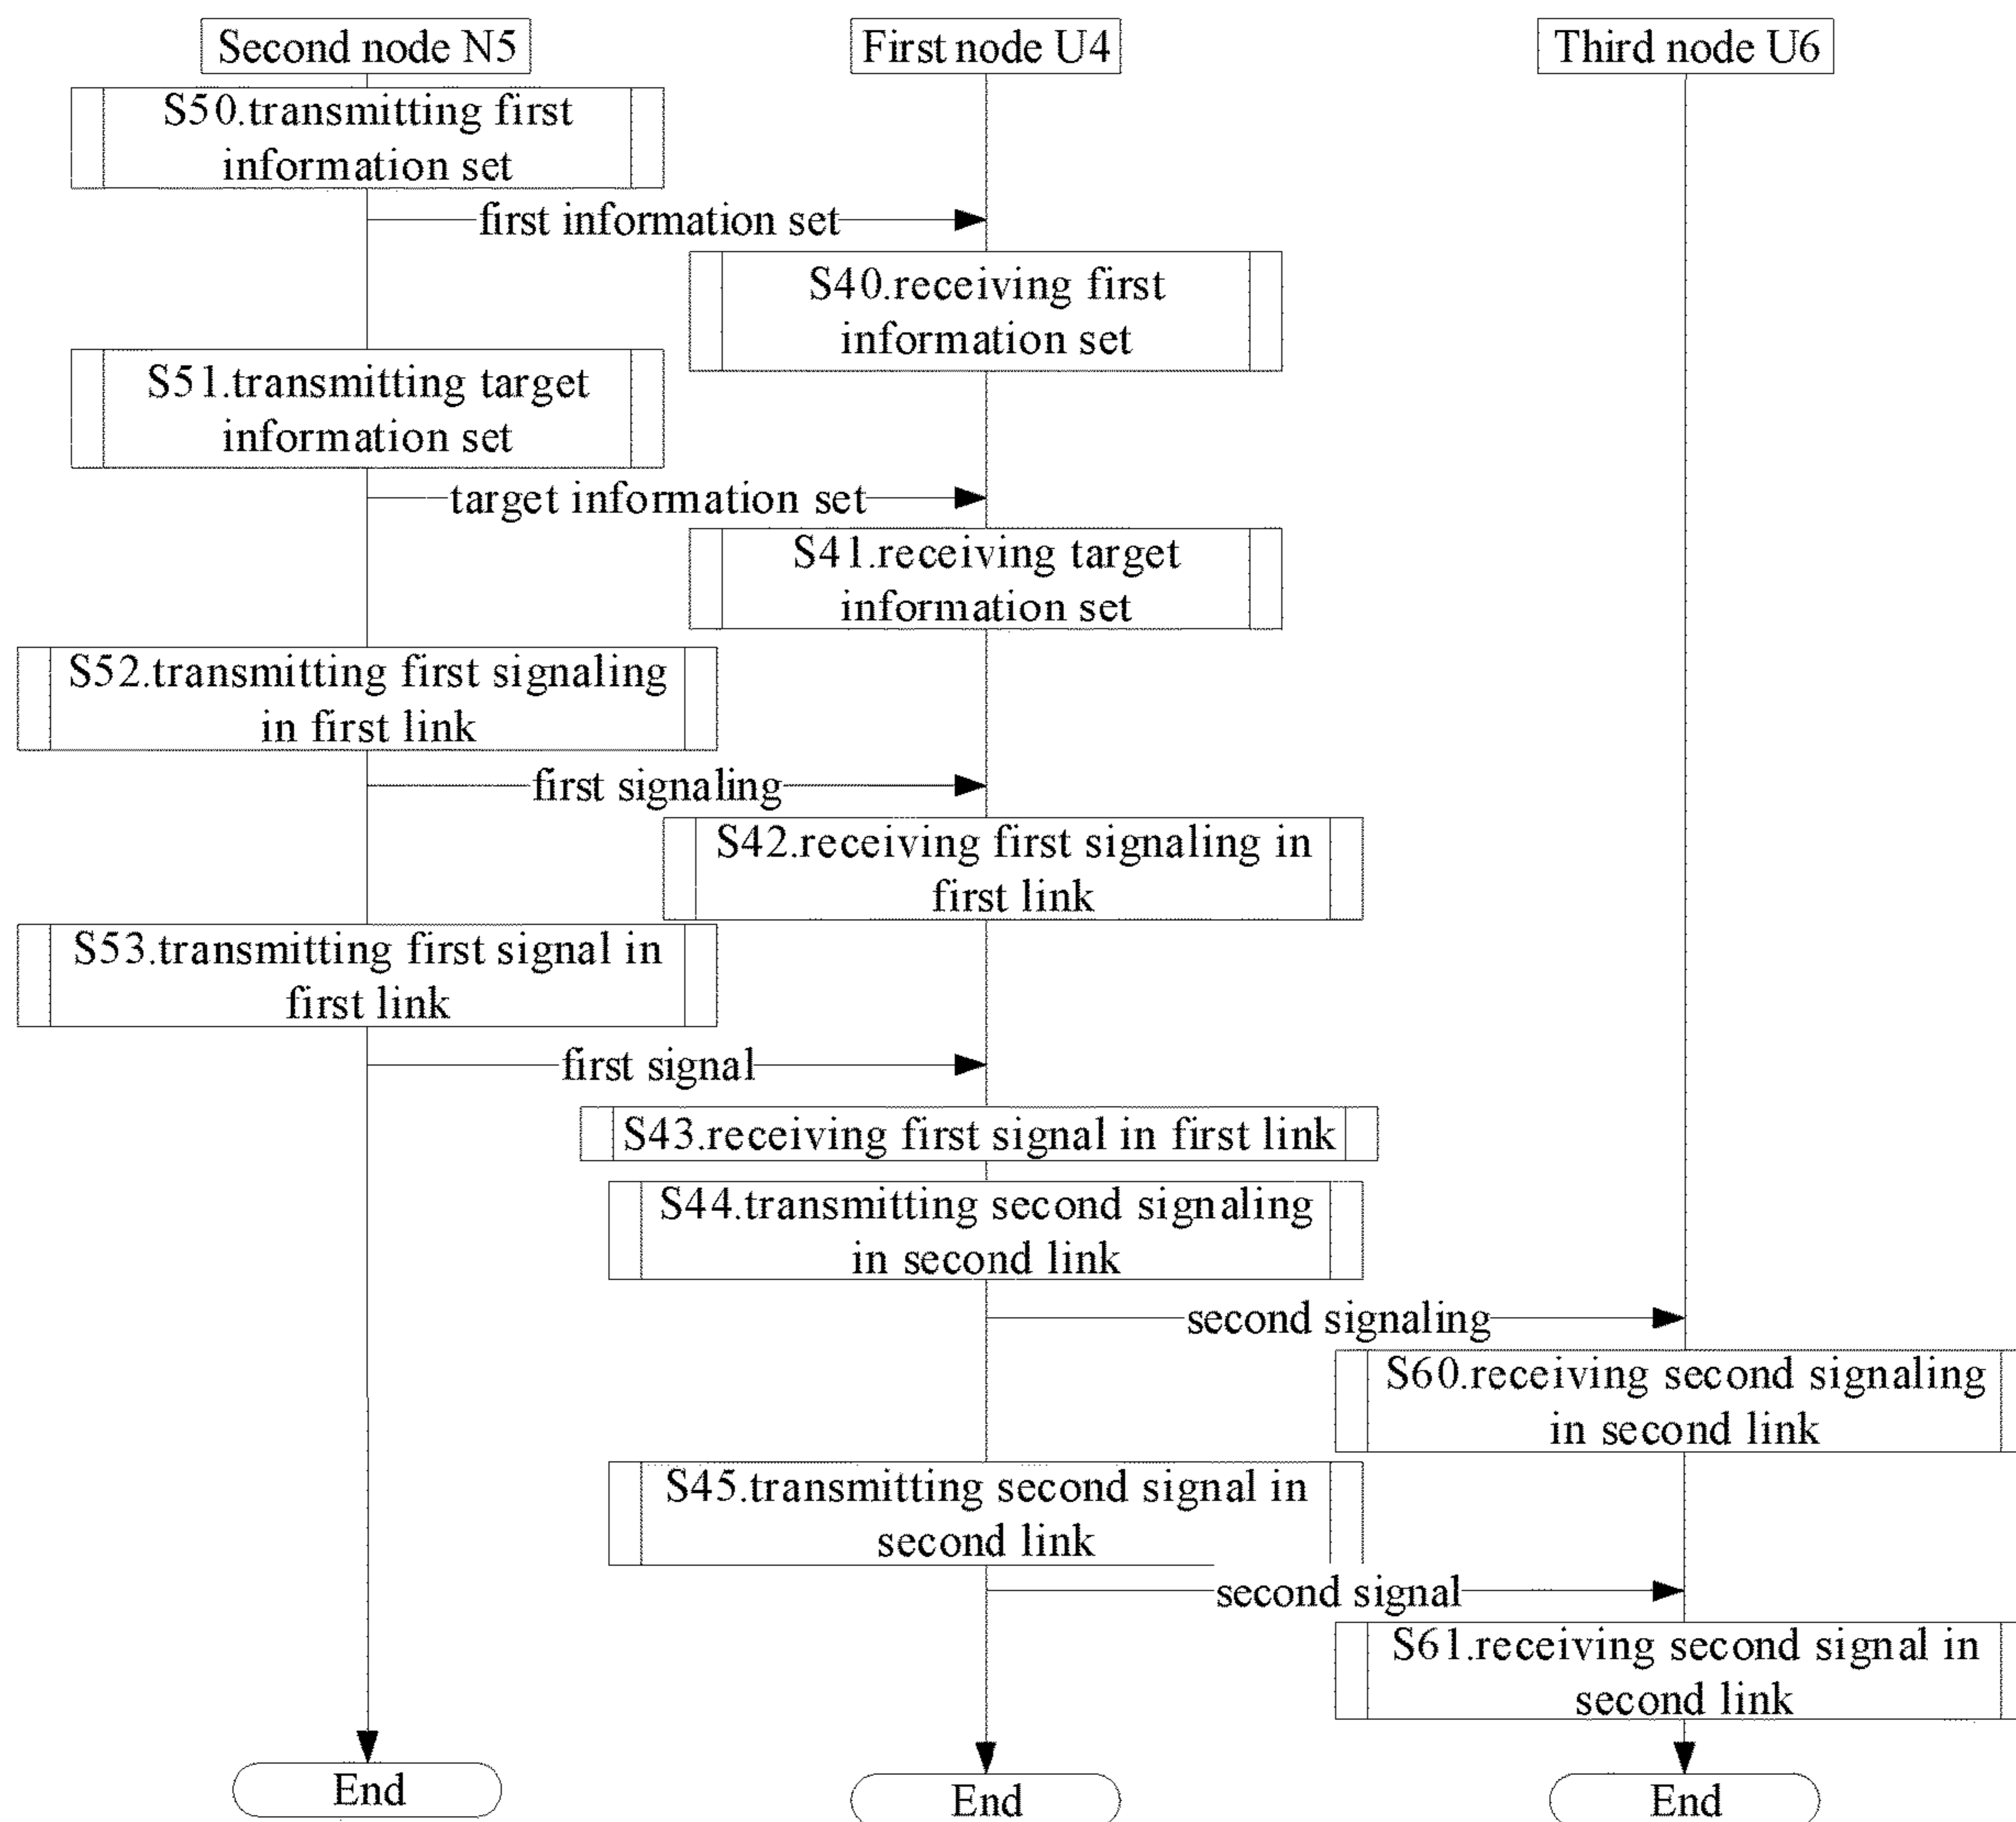 Second node N5
First node U4
Third node U6
S50.transmitting first
information set
first information set
S40.receiving first
information set
S51.transmitting target
information set
target information set
S41.receiving target
information set
S52.transmitting first signaling
in first link
first signaling
S42.receiving first signaling in
first link
S53.transmitting first signal in
first link
first signal
S43.receiving first signal in first link
S44.transmitting second signaling
in second link
second signaling
S60.receiving second signaling
in second link
S45.transmitting second signal in
second link
second signal
S61.receiving second signal in
second link
End
End
End